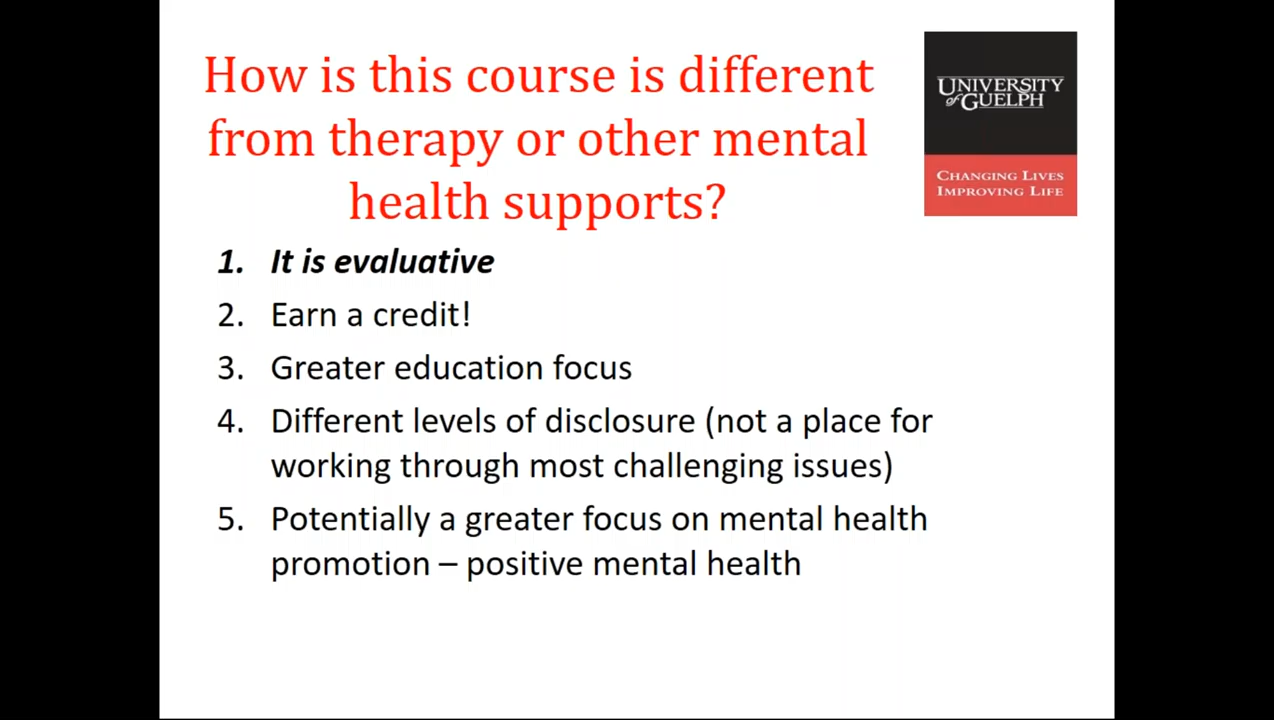 How is this course is different
from therapy or other mental
health supports?
UNIVERSITY
of GUELPH
CHANGING LIVES
IMPROVING LIFE
1. It is evaluative
2. Earn a credit!
3. Greater education focus
4. Different levels of disclosure (not a place for
working through most challenging issues)
5. Potentially a greater focus on mental health
promotion – positive mental health